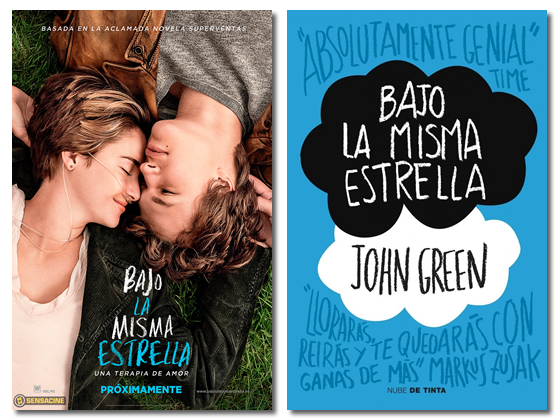 BASADA EN LA ACLAMADA NOVELA SUPERVENTAS
BAJO
LA
MISMA
ESTRELLA
UNA TERAPIA DE AMOR
PRÓXIMAMENTE
SENSACINE
"ABSOLUTAMENTE GENIAL"
TIME
BAJO
LA MISMA
ESTRELLA
JOHN GREEN
"LLORARÁS,
REIRÁS Y TE QUEDARÁS CON
GANAS DE MÁS" MARKUS ZUSAK
NUBE DE TINTA